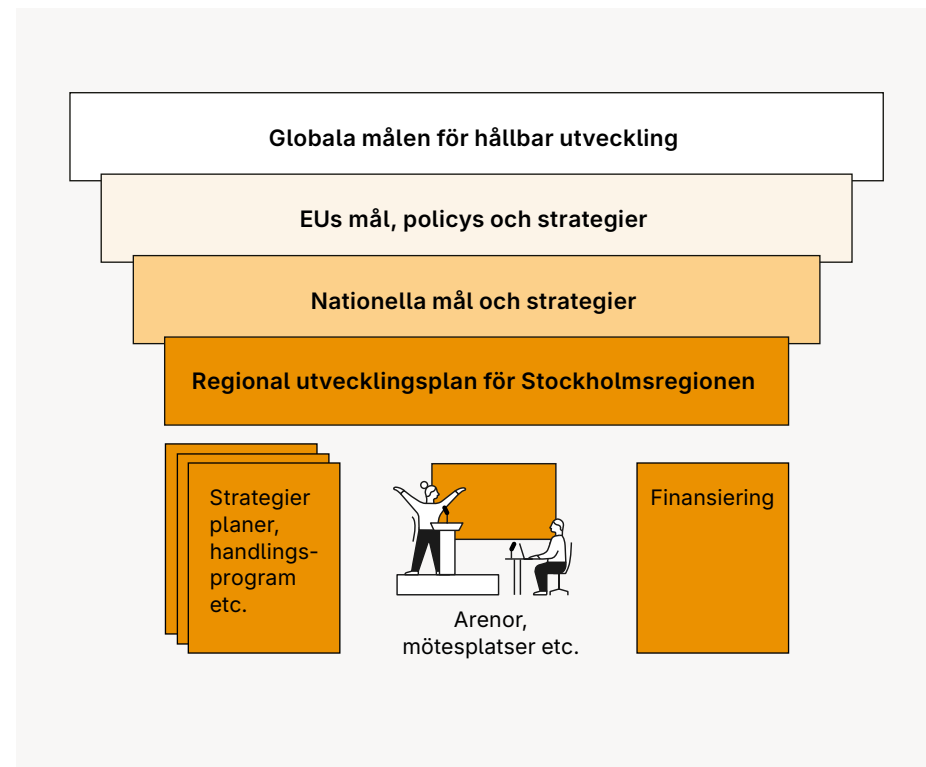 Globala målen för hållbar utveckling
EUs mål, policys och strategier
Nationella mål och strategier
Regional utvecklingsplan för Stockholmsregionen
Strategier
planer,
handlings-
program
etc.
Arenor,
mötesplatser etc.
Finansiering